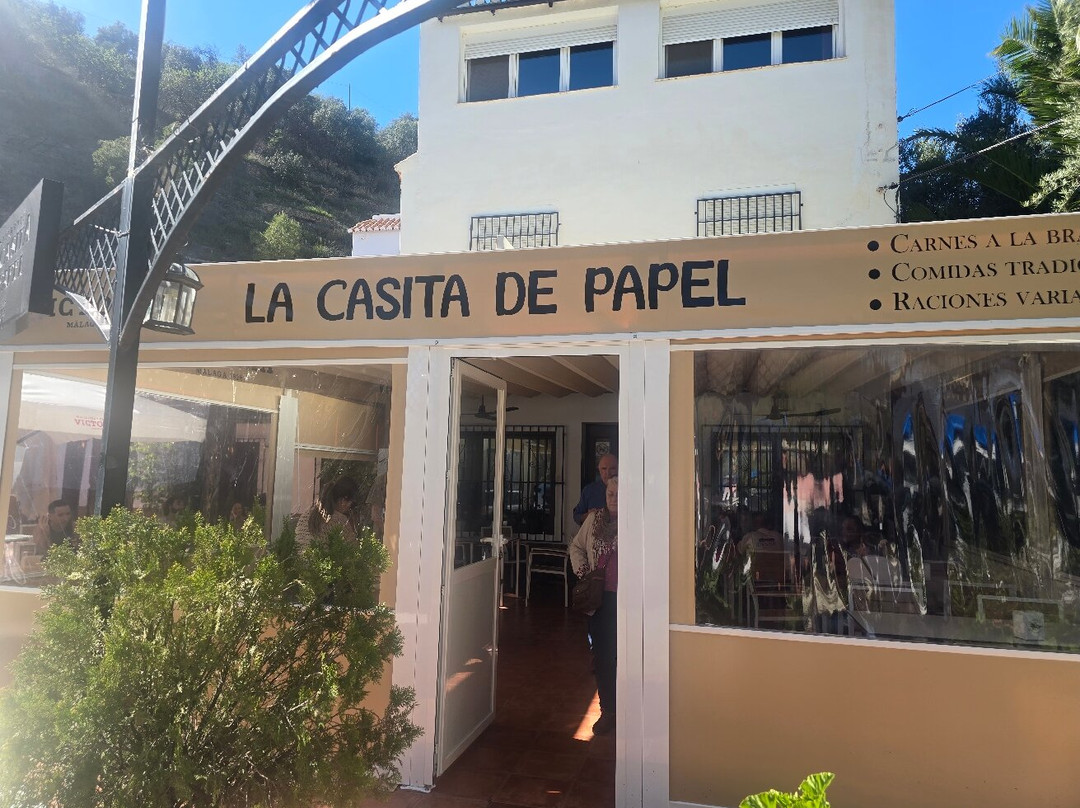 LA CASITA DE PAPEL
• CARNES A LA BRA
• COMIDAS TRADIC
• RACIONES VARIA